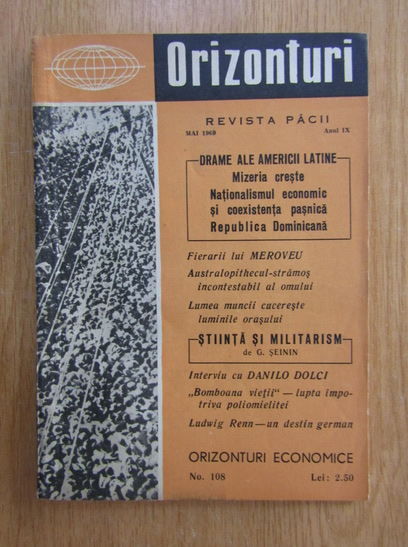 Orizonturi
REVISTA PĂCII
MAI 1960 Anul IX
DRAME ALE AMERICII LATINE
Mizeria crește
Naționalismul economic
și coexistența pașnică
Republica Dominicană
Fierarii lui MEROVEU
Australopithecul-strămoș
incontestabil al omului
Lumea muncii cucerește
luminile orașului
ȘTIINȚĂ ȘI MILITARISM
de G. ȘEININ
Interviu cu DANILO DOLCI
„Bomboana vieții“ — lupta împo-
triva poliomielitei
Ludwig Renn — un destin german
ORIZONTURI ECONOMICE
No. 108 Lei: 2.50